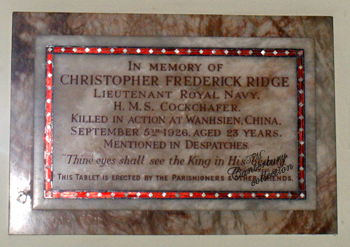 IN MEMORY OF
CHRISTOPHER FREDERICK RIDGE
LIEUTENANT ROYAL NAVY,
H.M.S. COCKCHAFER.
KILLED IN ACTION AT WANHSIEN, CHINA,
SEPTEMBER 5TH 1926, AGED 23 YEARS.
MENTIONED IN DESPATCHES
"Thine eyes shall see the King in His
THIS TABLET IS ERECTED BY THE PARISHIONERS & OTHER FRIENDS.
collection